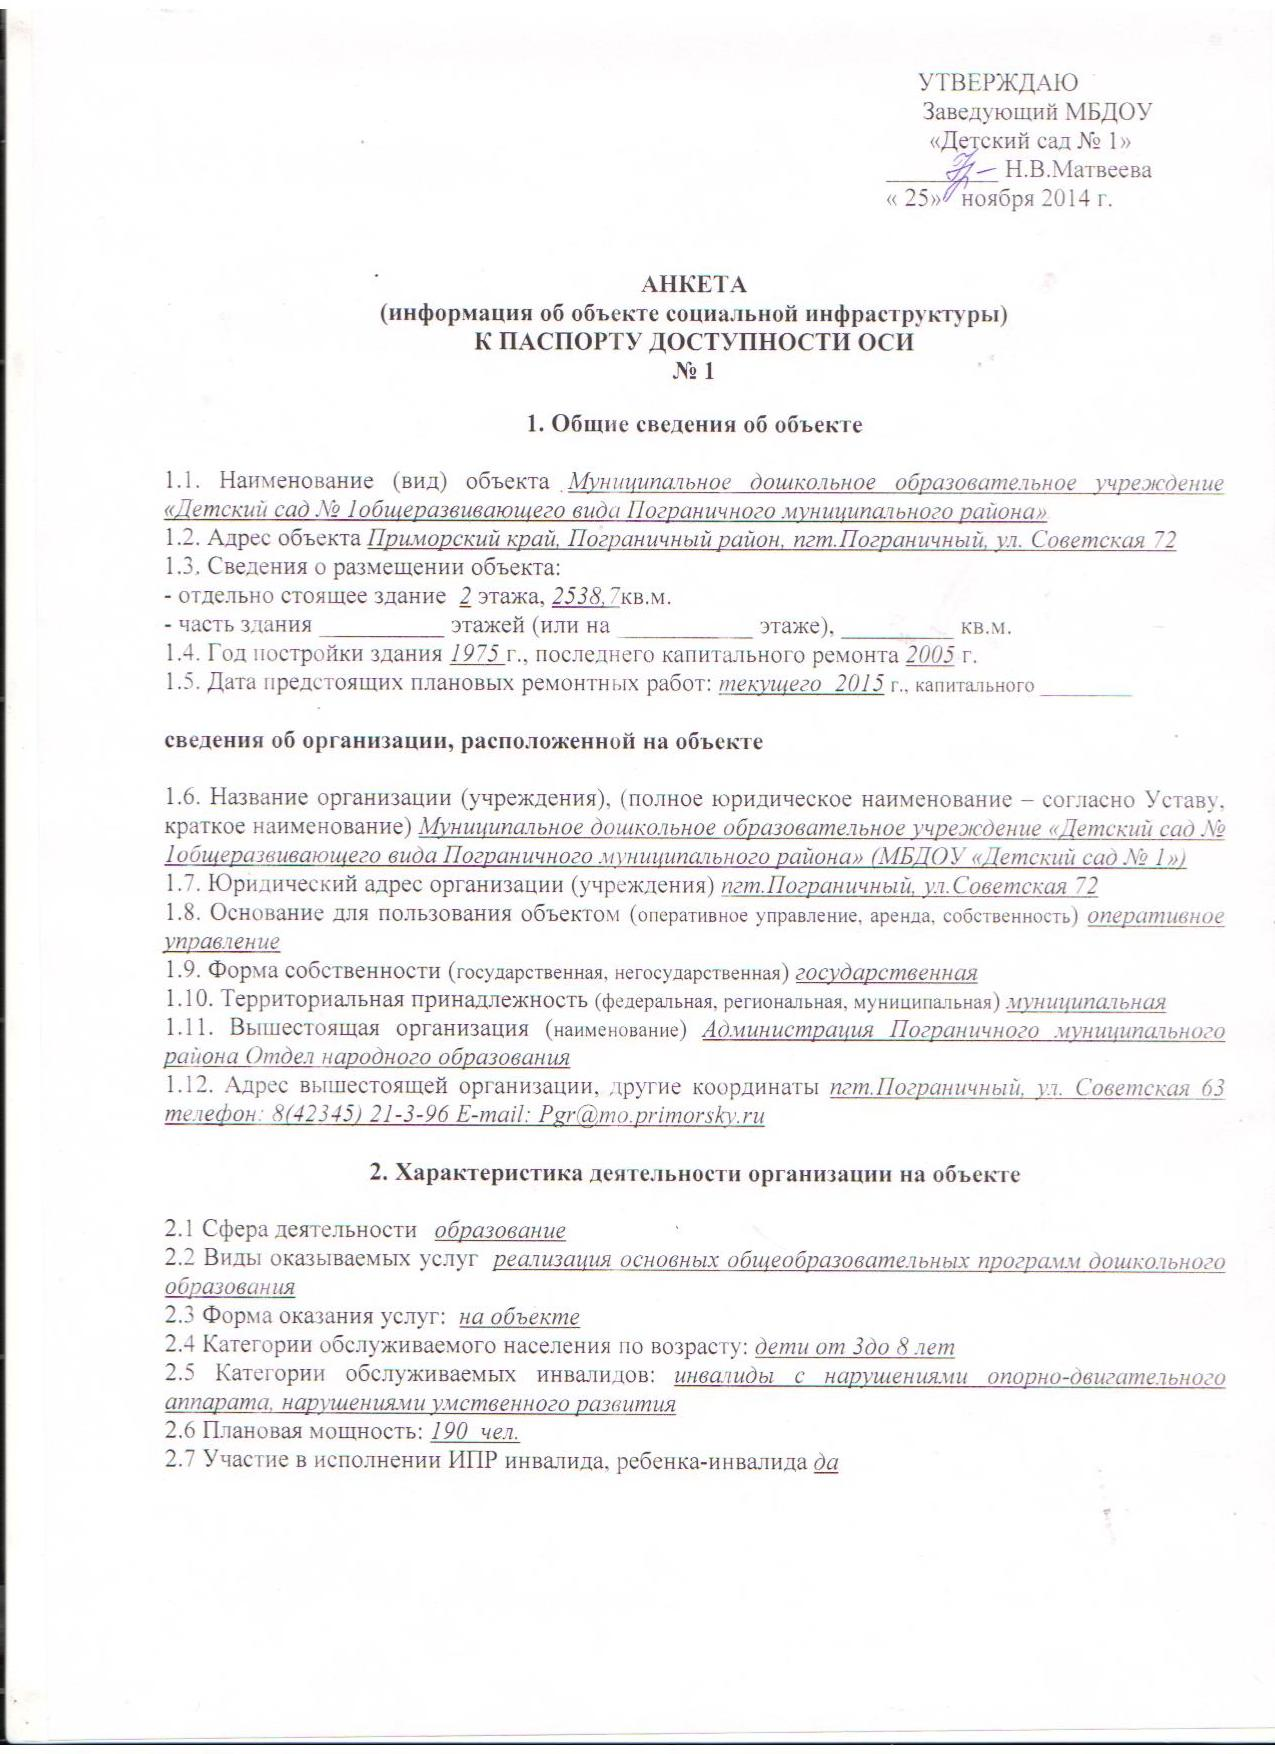 УТВЕРЖДАЮ
Заведующий МБДОУ
«Детский сад № 1»
_________ Н.В.Матвеева
« 25» ноября 2014 г.
АНКЕТА
(информация об объекте социальной инфраструктуры)
К ПАСПОРТУ ДОСТУПНОСТИ ОСИ
№ 1
1. Общие сведения об объекте
1.1. Наименование (вид) объекта Муниципальное дошкольное образовательное учреждение
«Детский сад № 1общеразвивающего вида Пограничного муниципального района»
1.2. Адрес объекта Приморский край, Пограничный район, пгт.Пограничный, ул. Советская 72
1.3. Сведения о размещении объекта:
- отдельно стоящее здание 2 этажа, 2538,7кв.м.
- часть здания __________ этажей (или на ___________ этаже), _________ кв.м.
1.4. Год постройки здания 1975 г., последнего капитального ремонта 2005 г.
1.5. Дата предстоящих плановых ремонтных работ: текущего 2015 г., капитального _________
сведения об организации, расположенной на объекте
1.6. Название организации (учреждения), (полное юридическое наименование – согласно Уставу,
краткое наименование) Муниципальное дошкольное образовательное учреждение «Детский сад №
1общеразвивающего вида Пограничного муниципального района» (МБДОУ «Детский сад № 1»)
1.7. Юридический адрес организации (учреждения) пгт.Пограничный, ул.Советская 72
1.8. Основание для пользования объектом (оперативное управление, аренда, собственность) оперативное
управление
1.9. Форма собственности (государственная, негосударственная) государственная
1.10. Территориальная принадлежность (федеральная, региональная, муниципальная) муниципальная
1.11. Вышестоящая организация (наименование) Администрация Пограничного муниципального
района Отдел народного образования
1.12. Адрес вышестоящей организации, другие координаты пгт.Пограничный, ул. Советская 63
телефон: 8(42345) 21-3-96 E-mail: Pgr@mo.primorsky.ru
2. Характеристика деятельности организации на объекте
2.1 Сфера деятельности образование
2.2 Виды оказываемых услуг реализация основных общеобразовательных программ дошкольного
образования
2.3 Форма оказания услуг: на объекте
2.4 Категории обслуживаемого населения по возрасту: дети от 3до 8 лет
2.5 Категории обслуживаемых инвалидов: инвалиды с нарушениями опорно-двигательного
аппарата, нарушениями умственного развития
2.6 Плановая мощность: 190 чел.
2.7 Участие в исполнении ИПР инвалида, ребенка-инвалида да